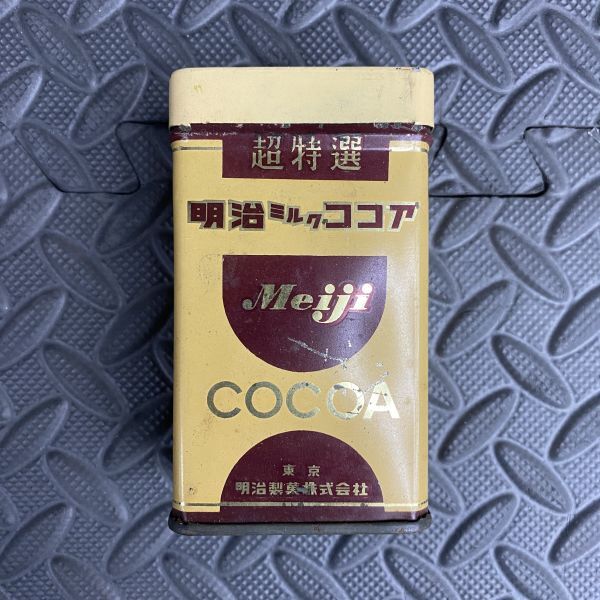 超特選
明治ミルクココア
Meiji
COCOA
東京
明治製菓株式会社